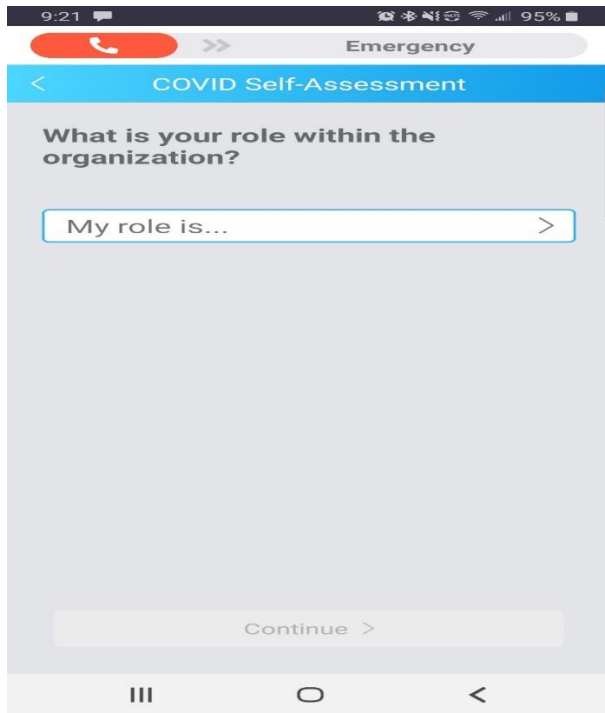 9:21 95%
Emergency
COVID Self-Assessment
What is your role within the
organization?
My role is...
Continue >